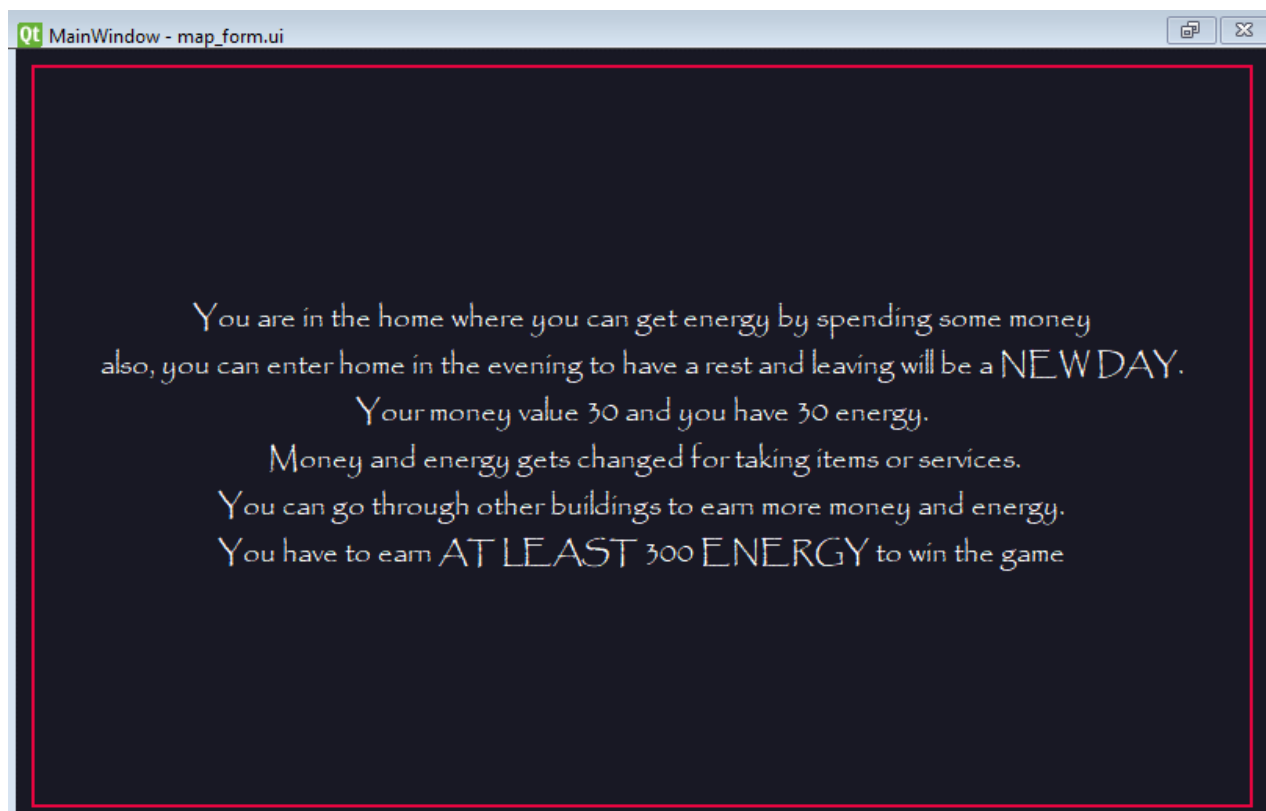 Qt MainWindow - map_form.ui
You are in the home where you can get energy by spending some money
also, you can enter home in the evening to have a rest and leaving will be a NEW DAY.
Your money value 30 and you have 30 energy.
Money and energy gets changed for taking items or services.
You can go through other buildings to earn more money and energy.
You have to earn AT LEAST 300 ENERGY to win the game